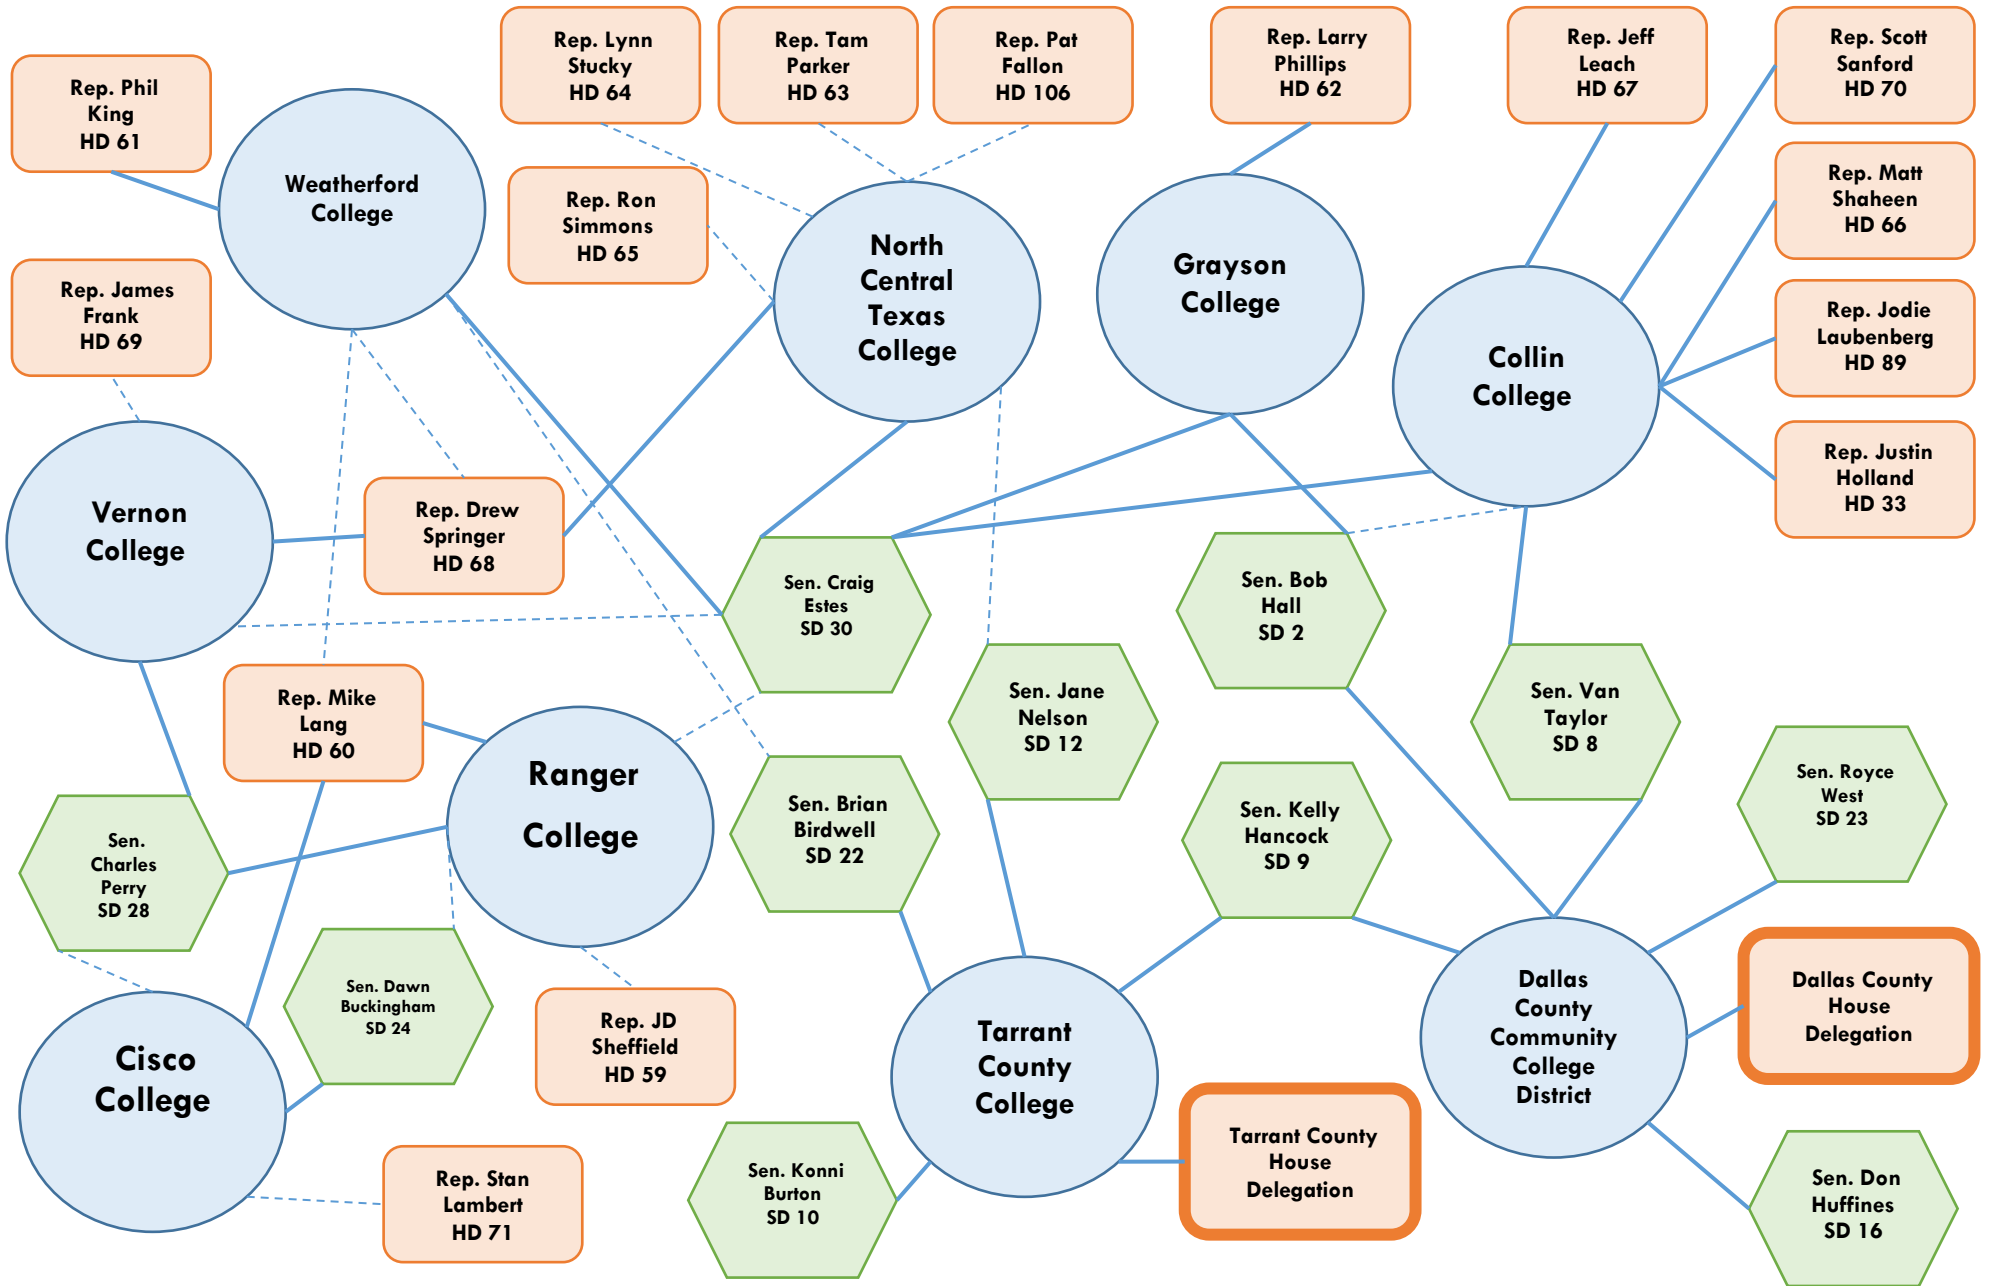 Rep. Lynn
Stucky
HD 64
Rep. Tam
Parker
HD 63
Rep. Pat
Fallon
HD 106
Rep. Larry
Phillips
HD 62
Rep. Jeff
Leach
HD 67
Rep. Scott
Sanford
HD 70
Rep. Phil
King
HD 61
Weatherford
College
Rep. Ron
Simmons
HD 65
North
Central
Texas
College
Grayson
College
Rep. Matt
Shaheen
HD 66
Rep. James
Frank
HD 69
Rep. Jodie
Laubenberg
HD 89
Collin
College
Rep. Justin
Holland
HD 33
Vernon
College
Rep. Drew
Springer
HD 68
Sen. Craig
Estes
SD 30
Sen. Bob
Hall
SD 2
Rep. Mike
Lang
HD 60
Sen. Jane
Nelson
SD 12
Sen. Van
Taylor
SD 8
Ranger
College
Sen. Brian
Birdwell
SD 22
Sen. Kelly
Hancock
SD 9
Sen. Royce
West
SD 23
Sen.
Charles
Perry
SD 28
Sen. Dawn
Buckingham
SD 24
Rep. JD
Sheffield
HD 59
Tarrant
County
College
Dallas
County
Community
College
District
Dallas County
House
Delegation
Cisco
College
Rep. Stan
Lambert
HD 71
Sen. Konni
Burton
SD 10
Tarrant County
House
Delegation
Sen. Don
Huffines
SD 16